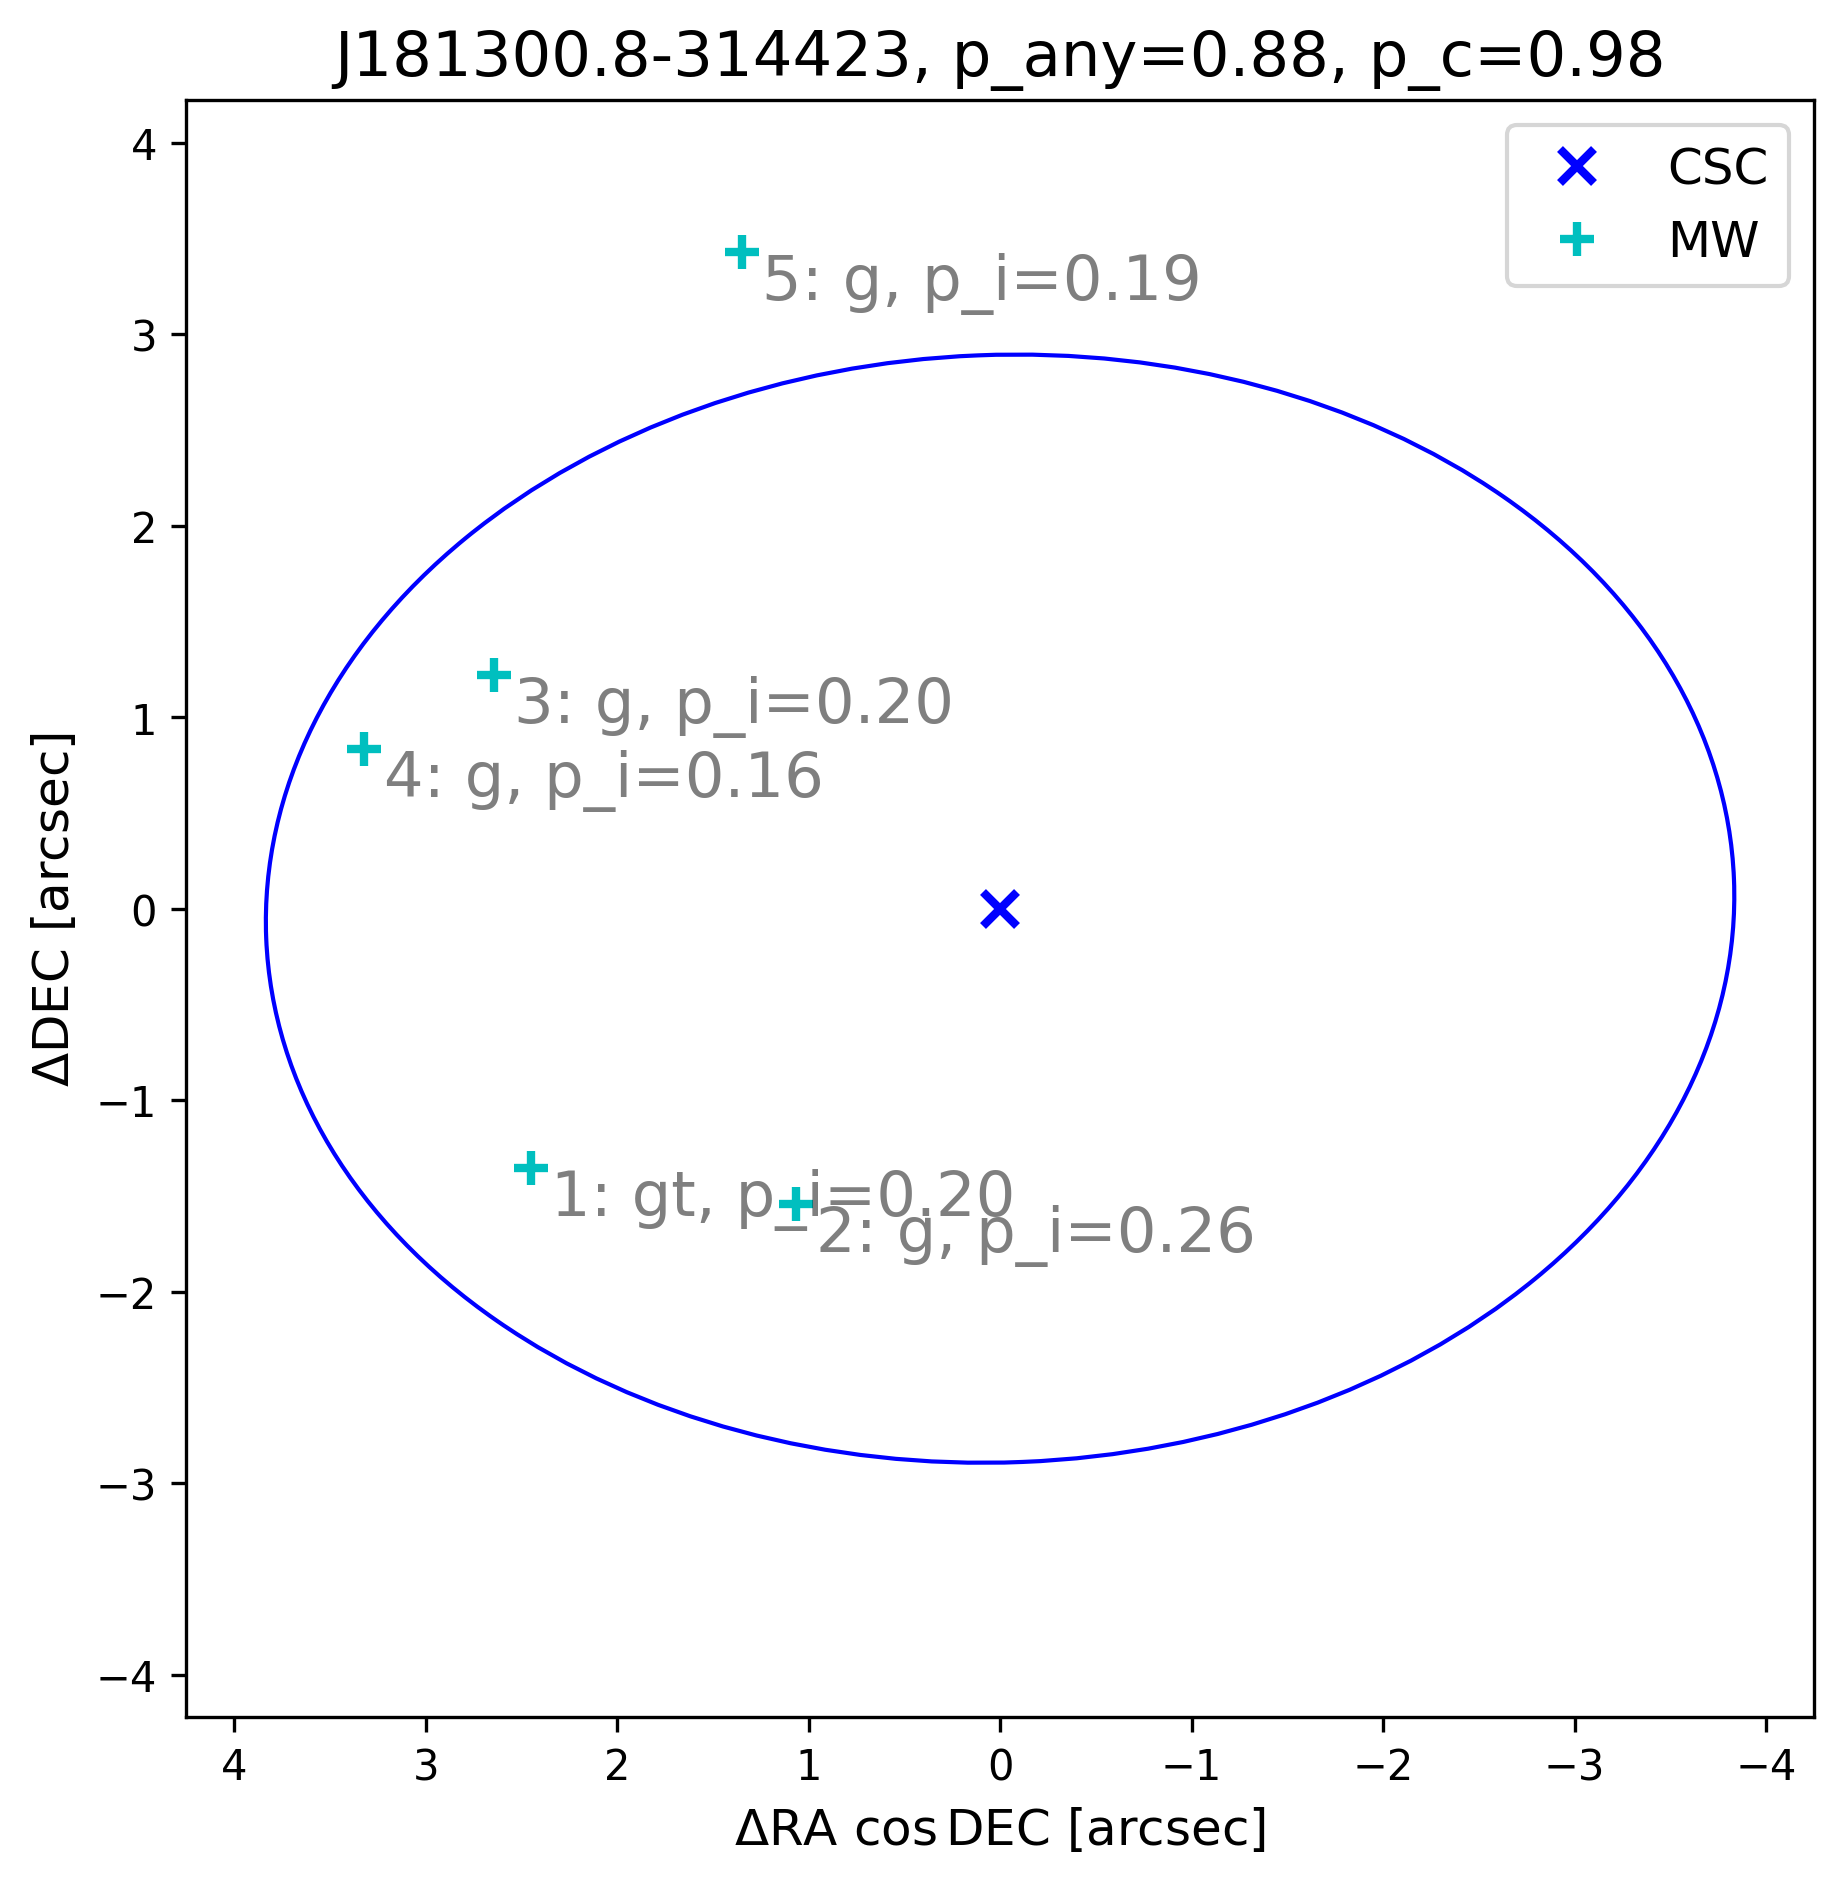 J181300.8-314423, p_any=0.88, p_c=0.98
CSC
MW
5: g, p_i=0.19
3: g, p_i=0.20
4: g, p_i=0.16
1: gt, p_i=0.20
2: g, p_i=0.26
ΔDEC [arcsec]
4
3
2
1
0
−1
−2
−3
−4
4 3 2 1 0 −1 −2 −3 −4
ΔRA cos DEC [arcsec]